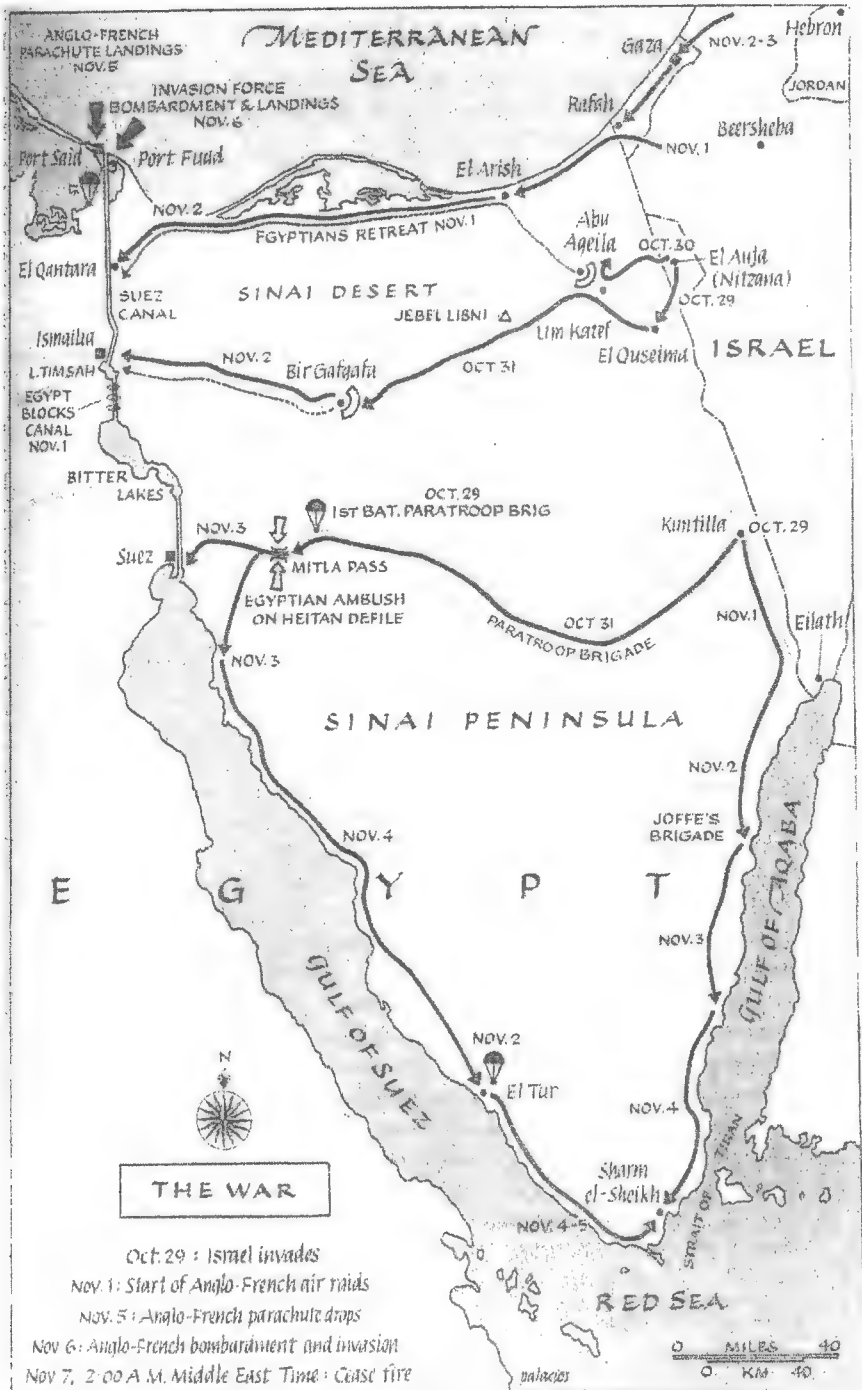 ANGLO-FRENCH
PARACHUTE LANDINGS
NOV. 5
MEDITERRANEAN
SEA
INVASION FORCE
BOMBARDMENT & LANDINGS
NOV. 6
Gaza
NOV. 2-3
Hebron
JORDAN
Rafah
Beersheba
NOV. 1
Port Said
Port Fuad
El Arish
NOV. 2
EGYPTIANS RETREAT NOV. 1
Abu
Ageila
OCT. 30
El Auja
(Nitzana)
OCT. 29
El Qantara
SUEZ
CANAL
SINAI DESERT
JEBEL LIBNI
Um Katef
El Quseima
ISRAEL
Ismailia
L. TIMSAH
NOV. 2
Bir Gafgafa
OCT 31
EGYPT
BLOCKS
CANAL
NOV. 1
BITTER
LAKES
OCT. 29
1ST BAT. PARATROOP BRIG
Kuntilla
OCT. 29
NOV. 3
Suez
MITLA PASS
EGYPTIAN AMBUSH
ON HEITAN DEFILE
OCT 31
PARATROOP BRIGADE
NOV. 1
Eilath
NOV. 3
SINAI PENINSULA
NOV. 2
JOFFE'S
BRIGADE
NOV. 4
EGYPT
NOV. 3
GULF OF AQABA
GULF OF SUEZ
NOV. 2
El Tur
N
NOV. 4
STRAIT OF TIRAN
Sharm
el-Sheikh
NOV. 4-5
THE WAR
Oct. 29 : Israel invades
Nov. 1 : Start of Anglo-French air raids
Nov. 5 : Anglo-French parachute drops
Nov 6 : Anglo-French bombardment and invasion
Nov 7, 2:00 A.M. Middle East Time : Cease fire
RED SEA
0 MILES 40
0 KM 40
palacios